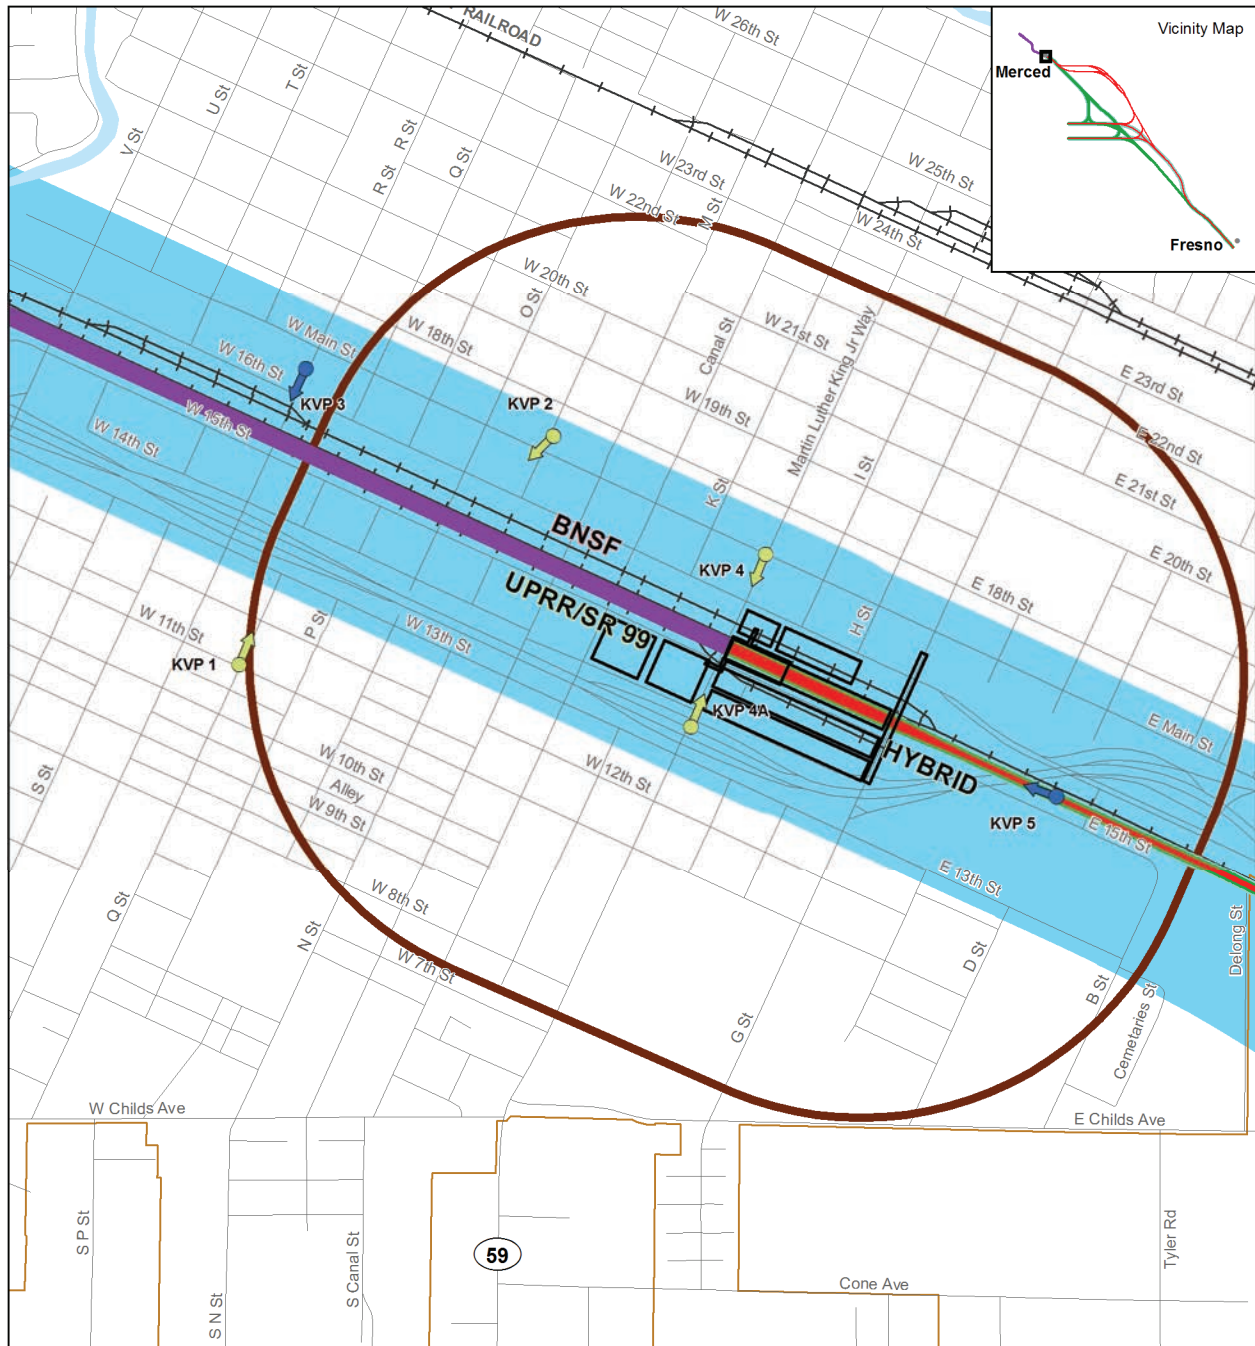 Vicinity Map
Merced
Fresno
RAILROAD
W 26th St
W 25th St
W 24th St
W 23rd St
W 22nd St
U St
T St
V St
R St
R St
Q St
M St
W 20th St
O St
W 21st St
Canal St
Martin Luther King Jr Way
E 23rd St
E 22nd St
E 21st St
E 20th St
W Main St
W 18th St
W 16th St
W 19th St
KVP 3
KVP 2
W 15th St
W 14th St
I St
K St
BNSF
KVP 4
E 18th St
UPRR/SR 99
H St
W 11th St
P St
W 13th St
KVP 1
KVP 4A
E Main St
HYBRID
W 10th St
W 12th St
S St
Alley
W 9th St
KVP 5
E 15th St
E 13th St
Q St
W 8th St
N St
W 7th St
D St
B St
Delong St
Cemetaries St
G St
W Childs Ave
E Childs Ave
S P St
S N St
S Canal St
59
Tyler Rd
Cone Ave